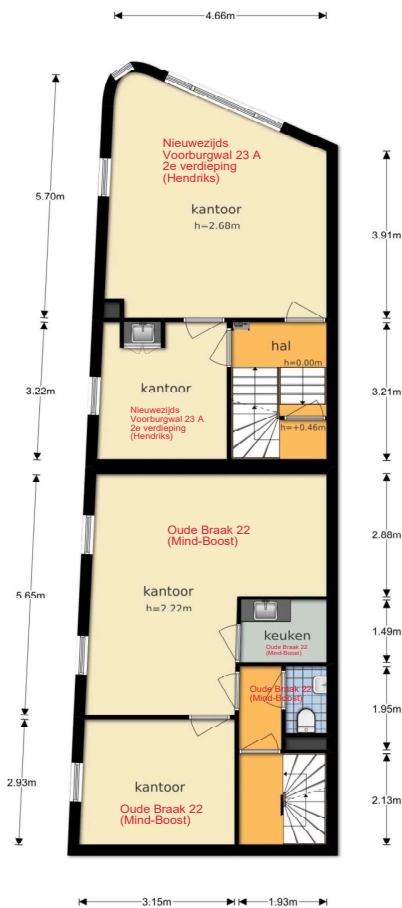 4.66m
Nieuwezijds
Voorburgwal 23 A
2e verdieping
(Hendriks)
5.70m
kantoor
h=2.68m
3.91m
hal
h=0.00m
3.22m
kantoor
3.21m
Nieuwezijds
Voorburgwal 23 A
2e verdieping
(Hendriks)
h=+0.46m
Oude Braak 22
(Mind-Boost)
2.88m
5.65m
kantoor
h=2.22m
keuken
Oude Braak 22
(Mind-Boost)
1.49m
Oude Braak 22
(Mind-Boost)
1.95m
2.93m
kantoor
Oude Braak 22
(Mind-Boost)
2.13m
3.15m
1.93m